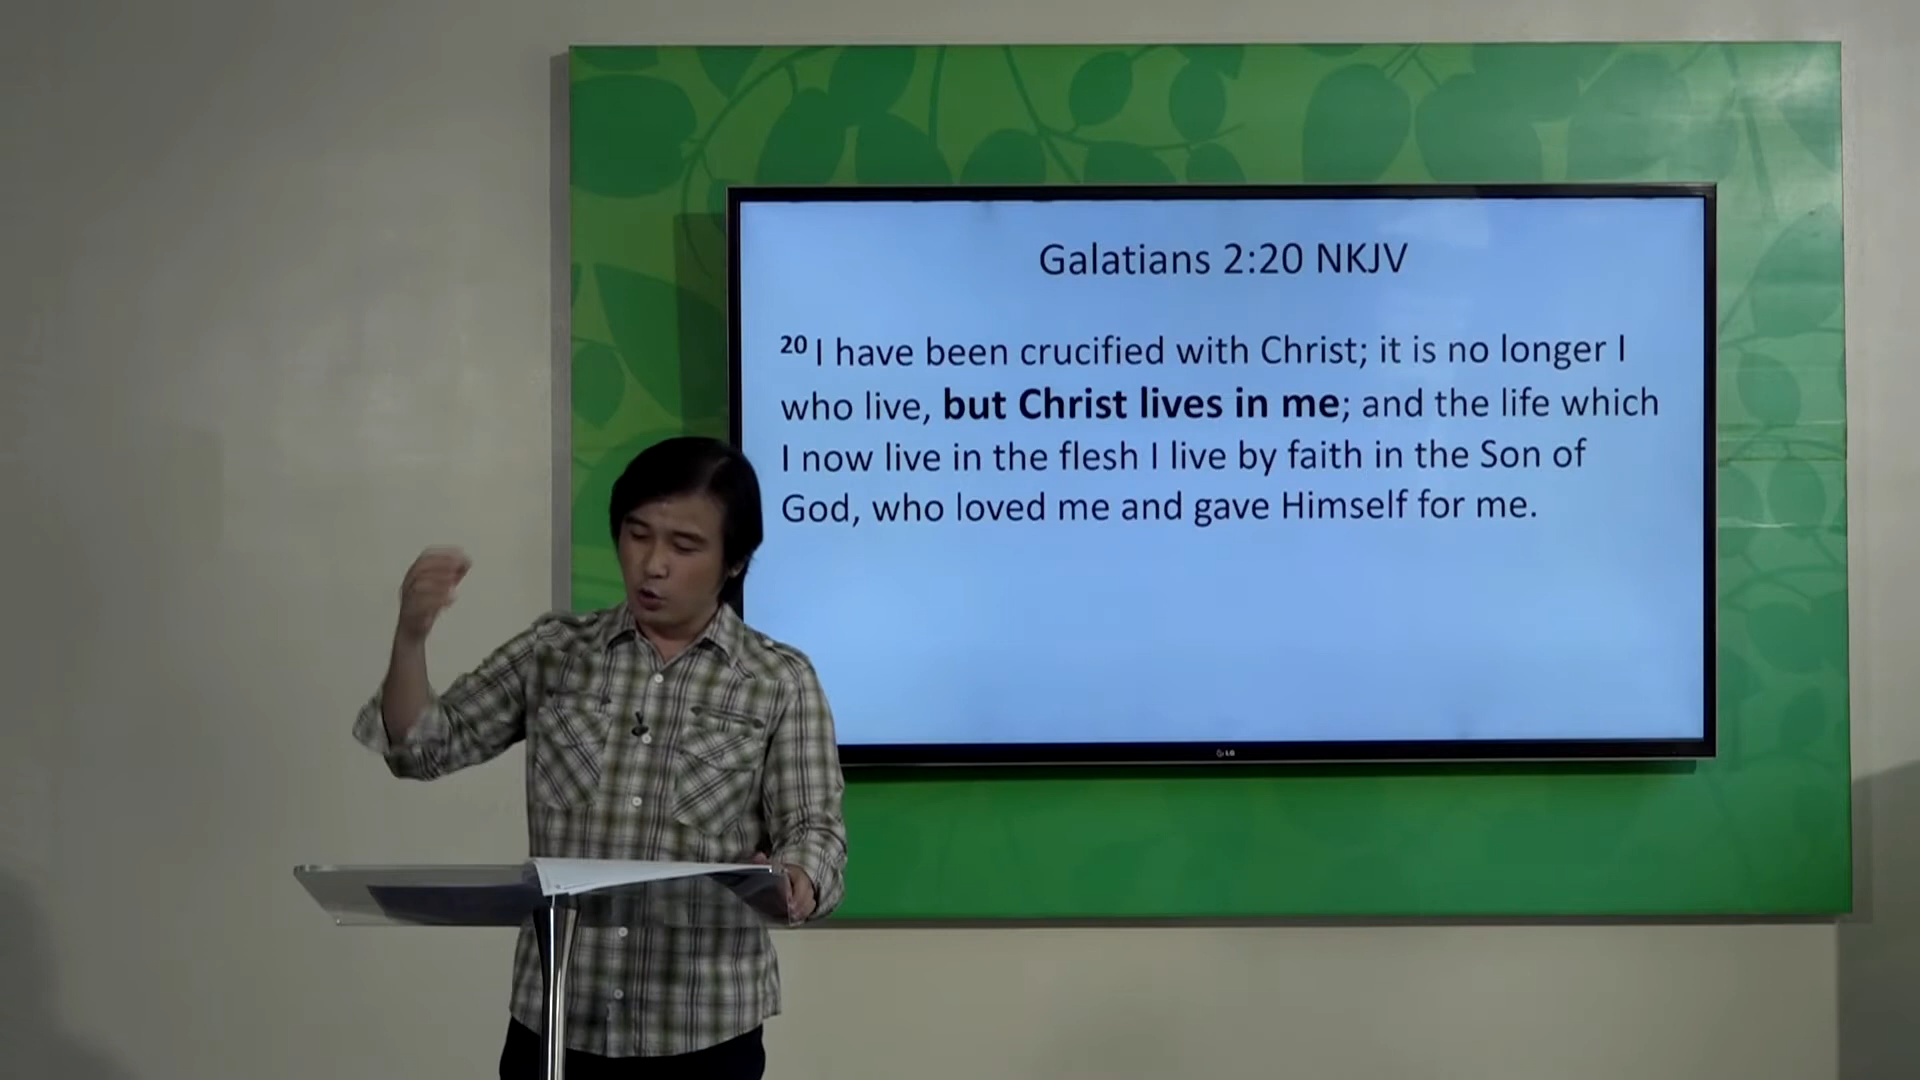 Galatians 2:20 NKJV
20 I have been crucified with Christ; it is no longer I
who live, but Christ lives in me; and the life which
I now live in the flesh I live by faith in the Son of
God, who loved me and gave Himself for me.
LG